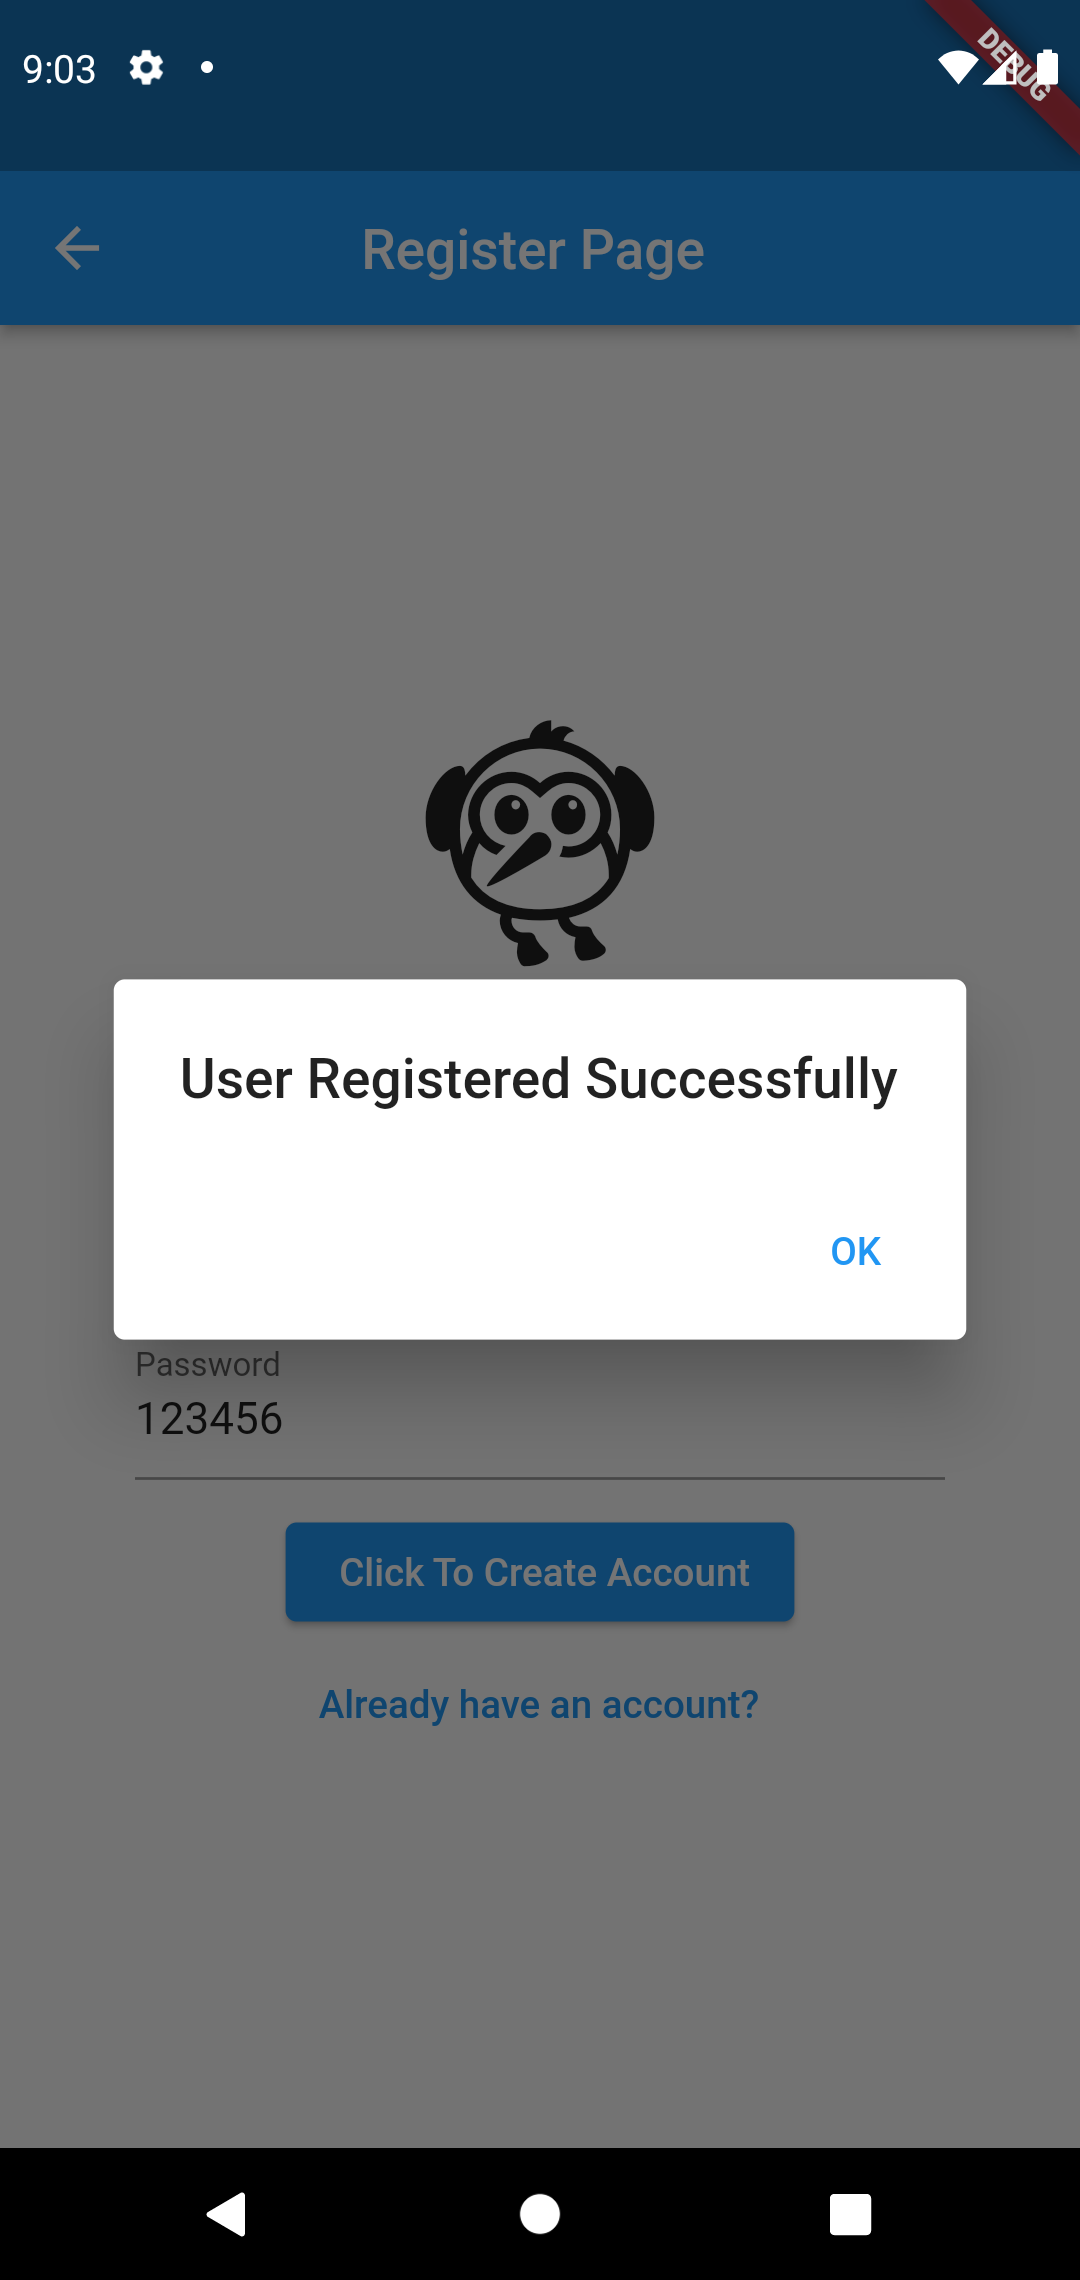 9:03
DEBUG
Register Page
User Registered Successfully
OK
Password
123456
Click To Create Account
Already have an account?